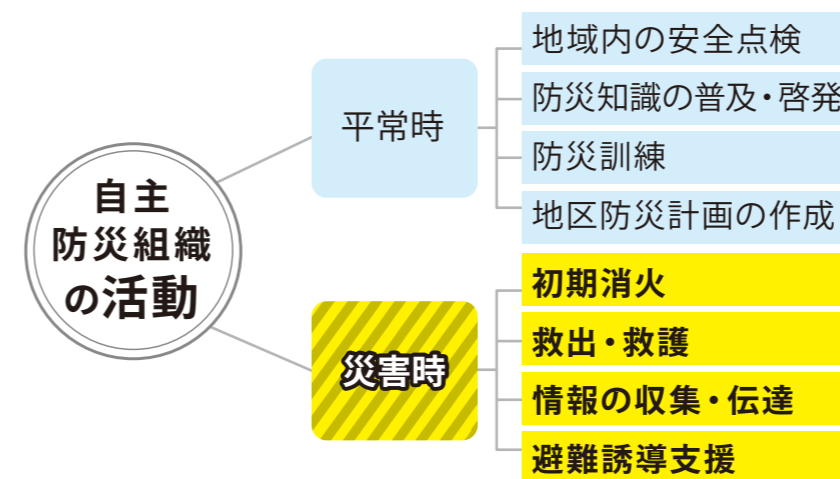 自主
防災組織
の活動
平常時
地域内の安全点検
防災知識の普及・啓発
防災訓練
地区防災計画の作成
災害時
初期消火
救出・救護
情報の収集・伝達
避難誘導支援